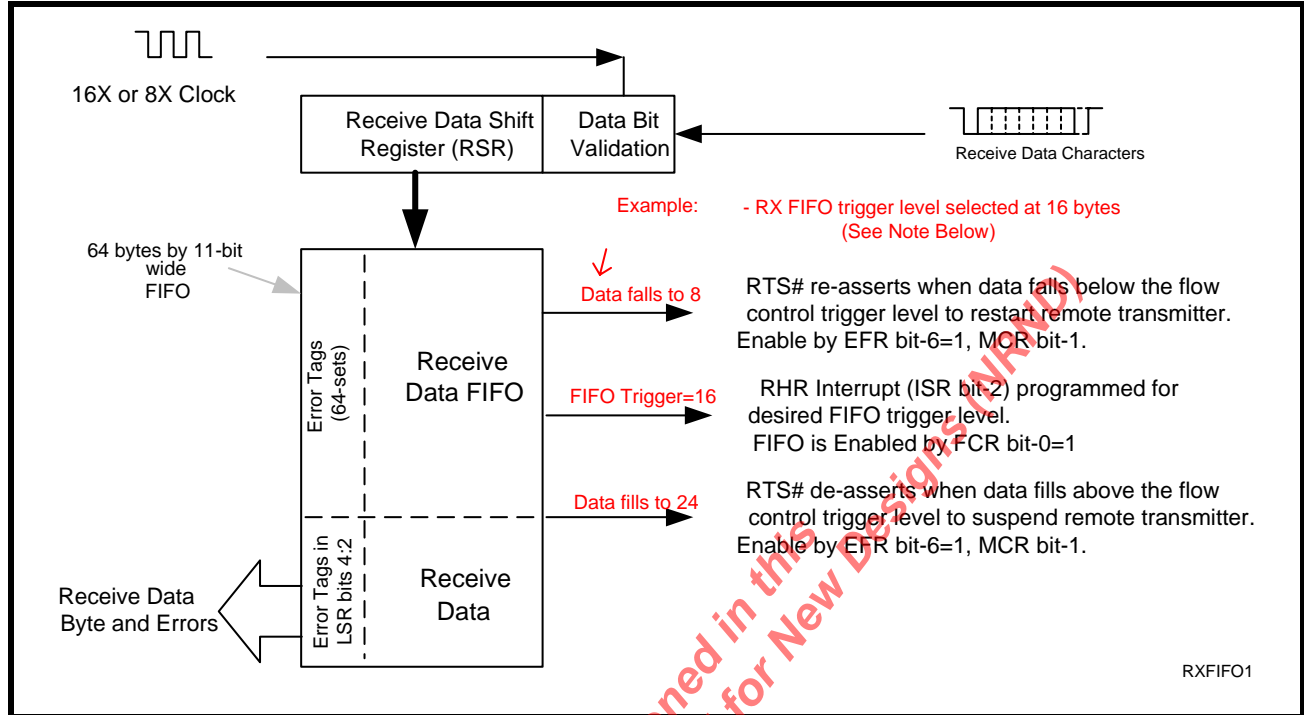 16X or 8X Clock
Receive Data Shift
Register (RSR)
Data Bit
Validation
Receive Data Characters
Example:
- RX FIFO trigger level selected at 16 bytes
(See Note Below)
64 bytes by 11-bit
wide
FIFO
Data falls to 8
RTS# re-asserts when data falls below the flow
control trigger level to restart remote transmitter.
Enable by EFR bit-6=1, MCR bit-1.
Error Tags
(64-sets)
Receive
Data FIFO
FIFO Trigger=16
RHR Interrupt (ISR bit-2) programmed for
desired FIFO trigger level.
FIFO is Enabled by FCR bit-0=1
Data fills to 24
RTS# de-asserts when data fills above the flow
control trigger level to suspend remote transmitter.
Enable by EFR bit-6=1, MCR bit-1.
Error Tags in
LSR bits 4:2
Receive
Data
Receive Data
Byte and Errors
RXFIFO1
in this
for New Designs (NRND)